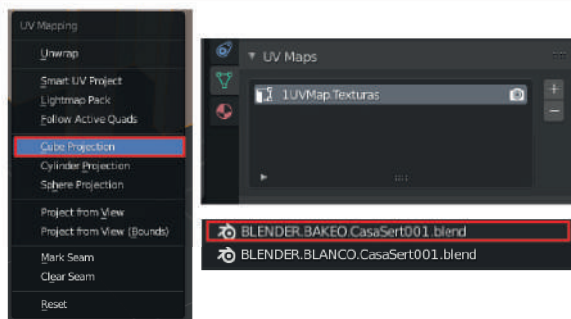 UV Mapping
Unwrap
Smart UV Project
Lightmap Pack
Follow Active Quads
Cube Projection
Cylinder Projection
Sphere Projection
Project from View
Project from View (Bounds)
Mark Seam
Clear Seam
Reset
UV Maps
1UVMap.Texturas
BLENDER.BAKEO.CasaSert001.blend
BLENDER.BLANCO.CasaSert001.blend